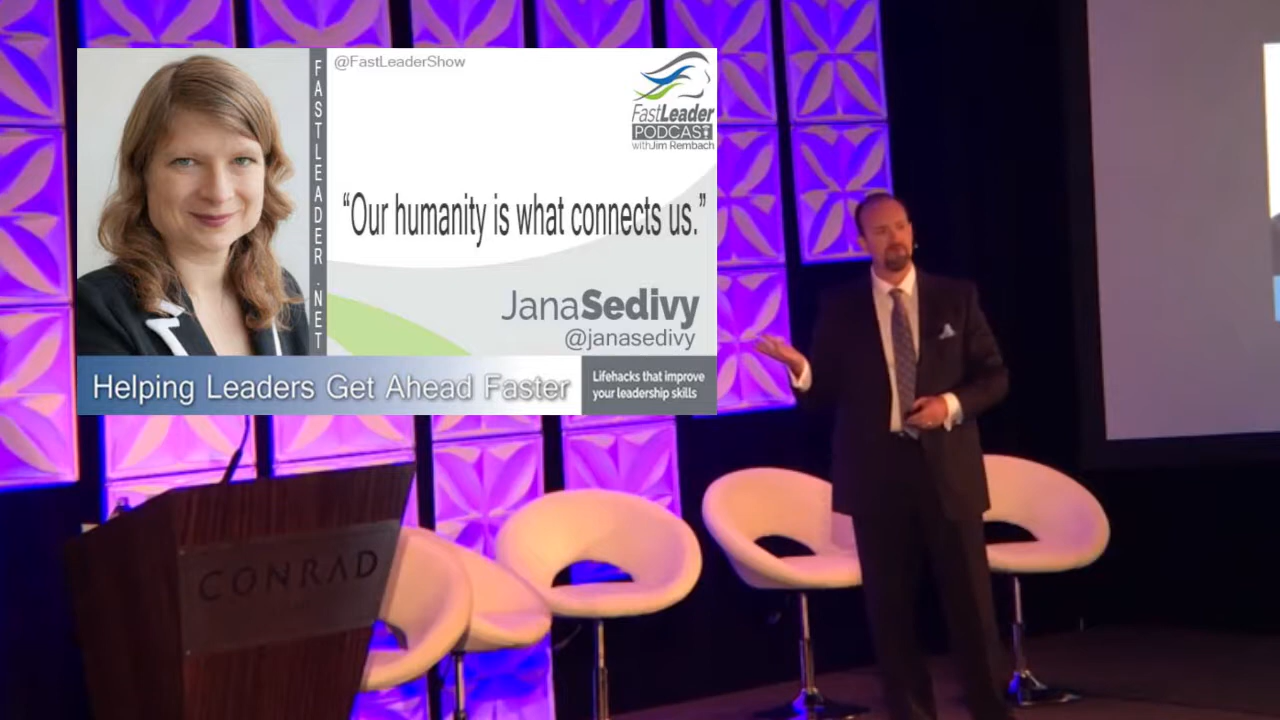 @FastLeaderShow
FASTLEADER.NET
FastLeader
PODCAST
with Jim Rembach
“Our humanity is what connects us.”
JanaSedivy
@janasedivy
Helping Leaders Get Ahead Faster
Lifehacks that improve
your leadership skills
CONRAD